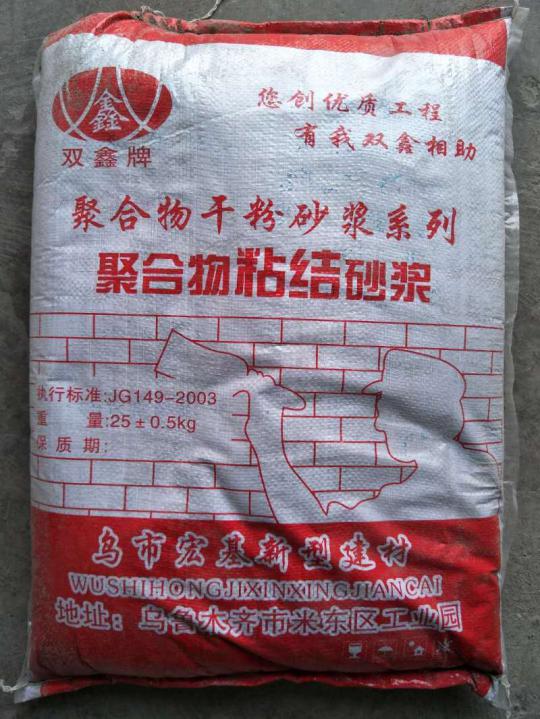 鑫
双鑫牌
您创优质工程
有我双鑫相助
聚合物干粉砂浆系列
聚合物粘结砂浆
执行标准:JG149-2003
重 量:25±0.5kg
保质期:
乌市宏基新型建材
WUSHIHONGJIXINXINGJIANCAI
地址：乌鲁木齐市米东区工业园